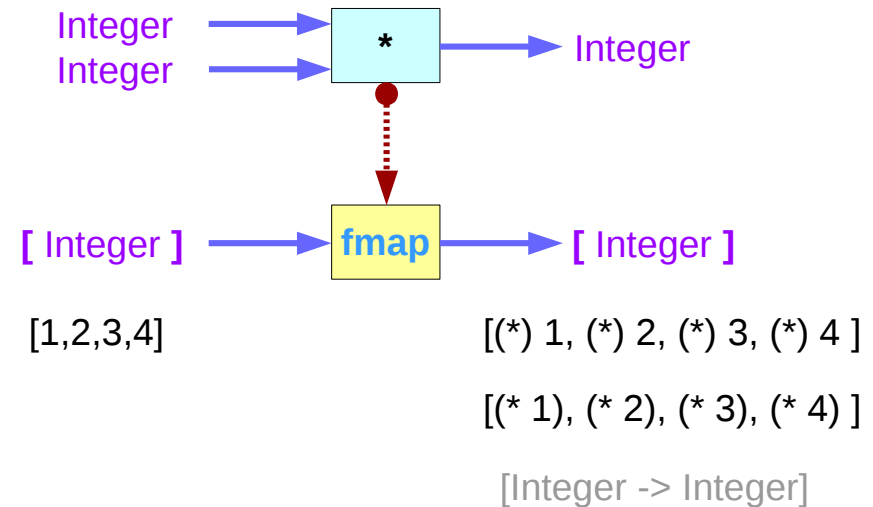 Integer
Integer
*
Integer
[ Integer ]
fmap
[ Integer ]
[1,2,3,4]
[(*) 1, (*) 2, (*) 3, (*) 4 ]
[(* 1), (* 2), (* 3), (* 4) ]
[Integer -> Integer]